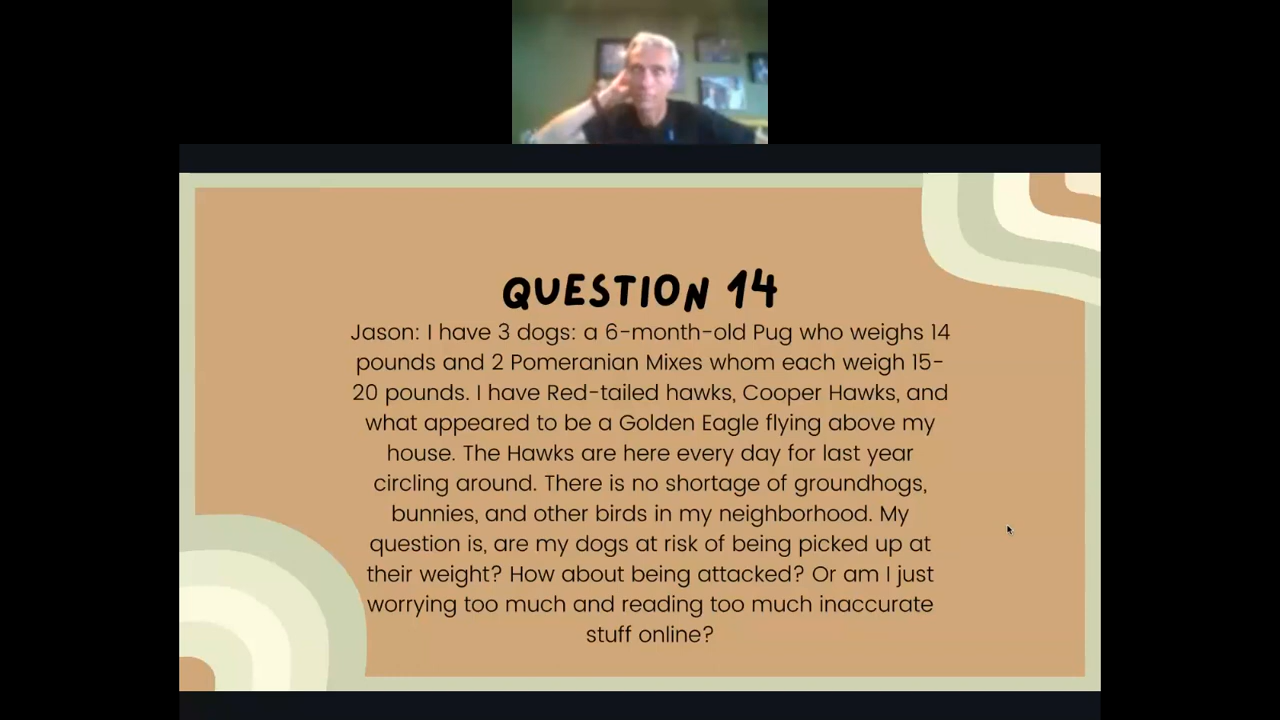 QUESTION 14
Jason: I have 3 dogs: a 6-month-old Pug who weighs 14
pounds and 2 Pomeranian Mixes whom each weigh 15-
20 pounds. I have Red-tailed hawks, Cooper Hawks, and
what appeared to be a Golden Eagle flying above my
house. The Hawks are here every day for last year
circling around. There is no shortage of groundhogs,
bunnies, and other birds in my neighborhood. My
question is, are my dogs at risk of being picked up at
their weight? How about being attacked? Or am I just
worrying too much and reading too much inaccurate
stuff online?